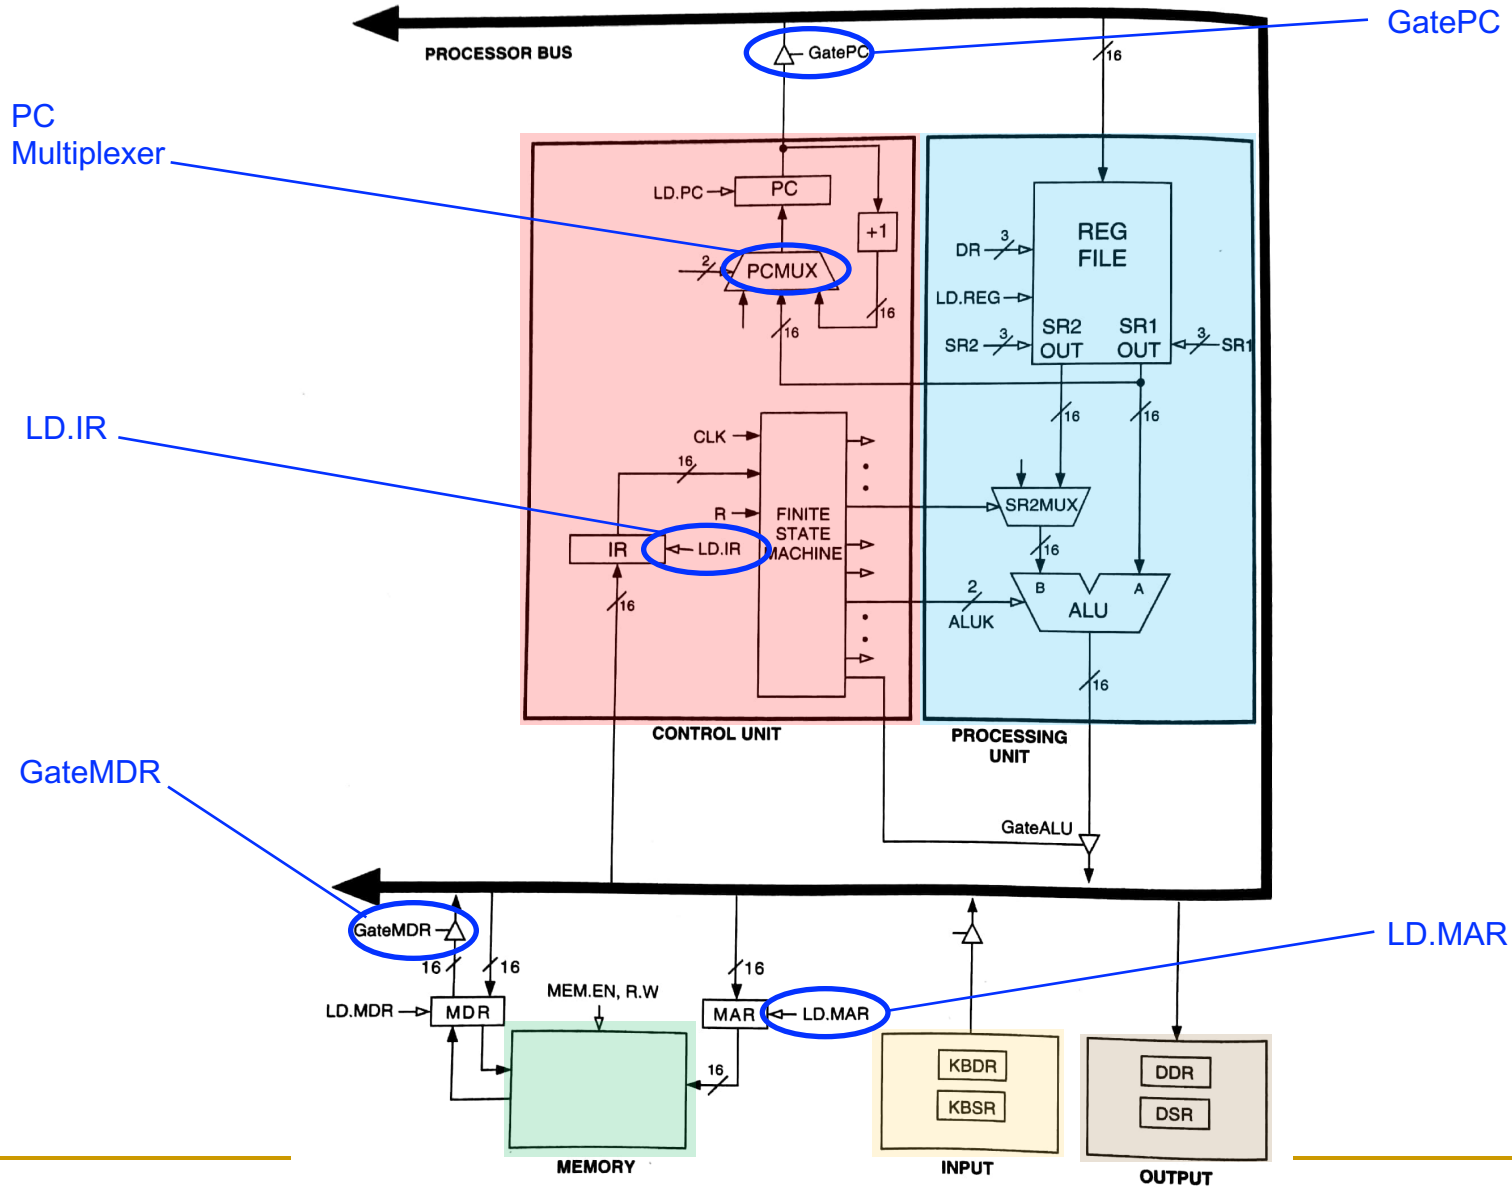 GatePC
PROCESSOR BUS
GatePC
16
PC
Multiplexer
LD.PC
PC
+1
2
PCMUX
16
16
REG
FILE
DR
3
LD.REG
SR2
3
SR2
OUT
SR1
OUT
3
SR1
16
16
LD.IR
CLK
16
R
FINITE
STATE
MACHINE
IR
LD.IR
16
SR2MUX
16
B
A
ALU
2
ALUK
16
CONTROL UNIT
PROCESSING
UNIT
GateMDR
GateALU
GateMDR
16
16
16
LD.MAR
LD.MDR
MDR
MEM.EN, R.W
MAR
LD.MAR
16
KBDR
KBSR
DDR
DSR
MEMORY
INPUT
OUTPUT